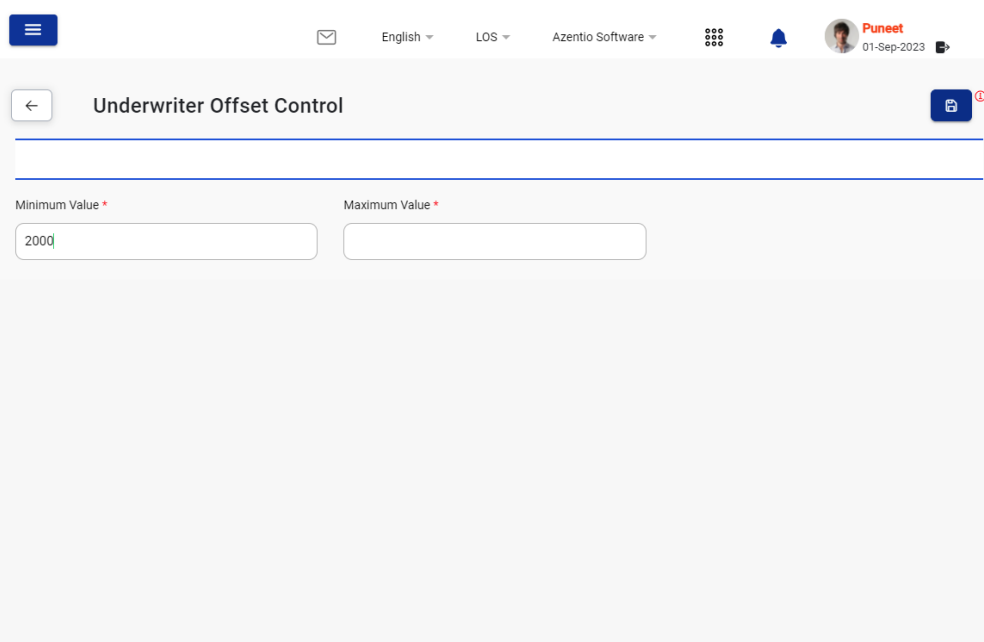 English LOS Azentio Software Puneet
01-Sep-2023
Underwriter Offset Control
Minimum Value * Maximum Value *
2000